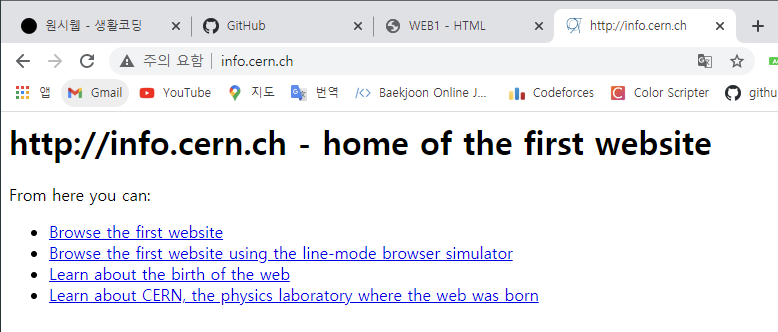 원시웹 - 생활코딩 GitHub WEB1 - HTML http://info.cern.ch
주의 요함 info.cern.ch
앱 Gmail YouTube 지도 번역 Baekjoon Online J... Codeforces Color Scripter githu
http://info.cern.ch - home of the first website
From here you can:
Browse the first website
Browse the first website using the line-mode browser simulator
Learn about the birth of the web
Learn about CERN, the physics laboratory where the web was born